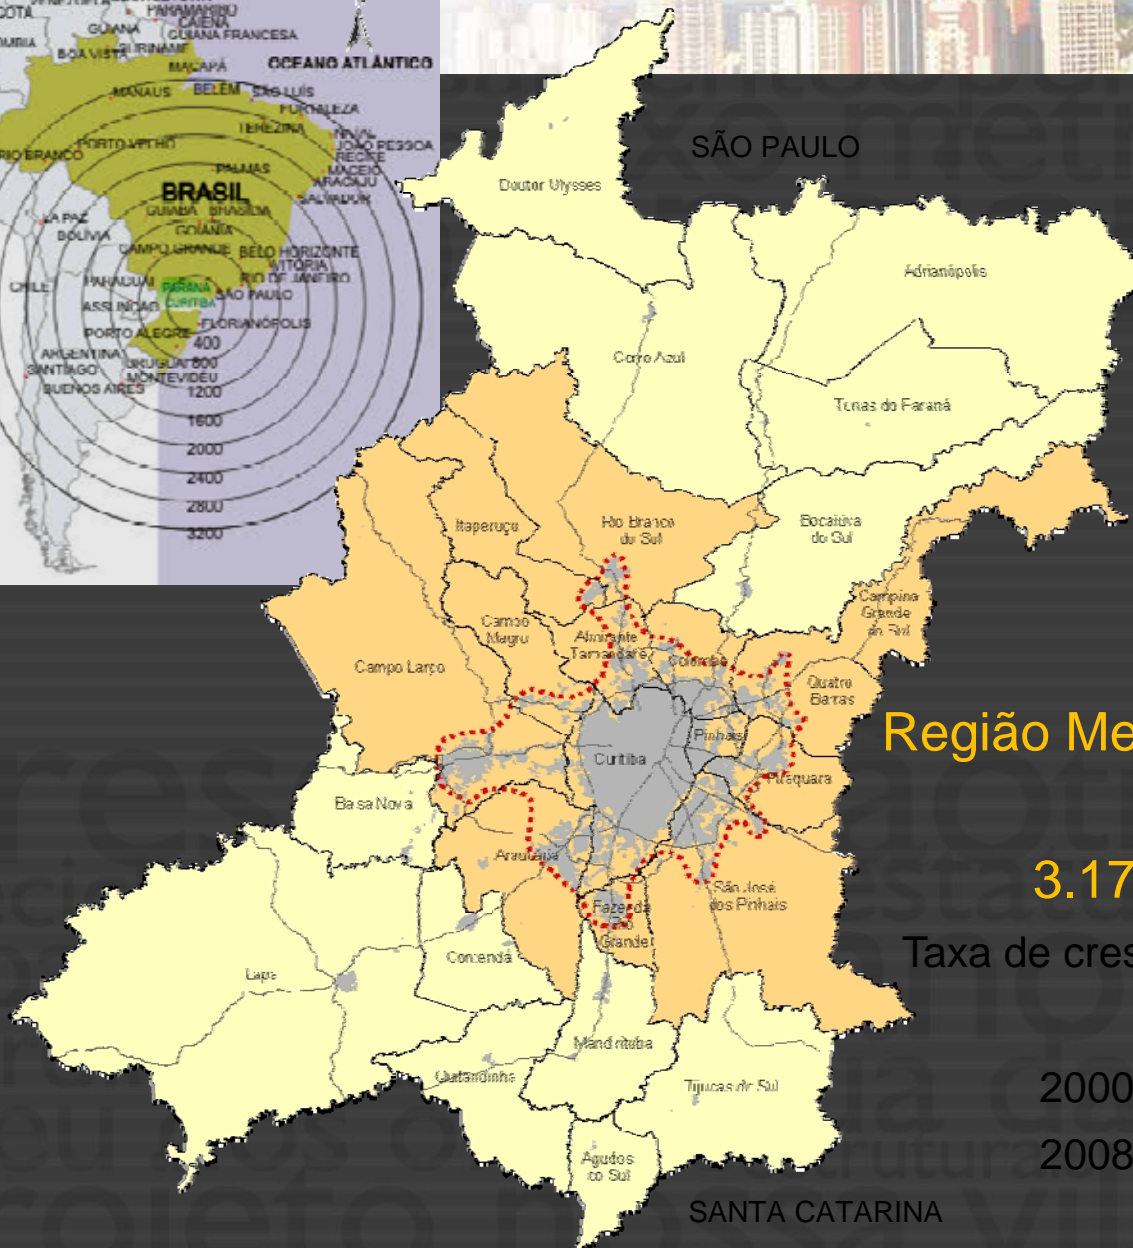 PARAMARIBO
CAIENA
GUIANA
GUIANA FRANCESA
SURINAME
BOA VISTA
MACAPÁ
OCEANO ATLÂNTICO
MANAUS
BELÉM
SÃO LUÍS
FORTALEZA
TEREZINA
NATAL
JOÃO PESSOA
RECIFE
MACEIÓ
ARACAJU
SALVADOR
PORTO VELHO
RIO BRANCO
PALMAS
BRASIL
CUIABÁ
BRASÍLIA
GOIÂNIA
LA PAZ
BOLÍVIA
CAMPO GRANDE
BELO HORIZONTE
VITÓRIA
RIO DE JANEIRO
CHILE
PARAGUAI
PARANÁ
SÃO PAULO
ASSUNÇÃO
CURITIBA
FLORIANÓPOLIS
PORTO ALEGRE
ARGENTINA
SANTIAGO
URUGUAI
MONTEVIDÉU
BUENOS AIRES
400
800
1200
1600
2000
2400
2800
3200
SÃO PAULO
Doutor Ulysses
Adrianópolis
Cerro Azul
Tunas do Paraná
Itaperuçu
Rio Branco
do Sul
Bocaiúva
do Sul
Campina
Grande
do Sul
Campo
Magro
Almirante
Tamandaré
Colombo
Campo Largo
Quatro
Barras
Pinhais
Curitiba
Piraquara
Balsa Nova
Araucária
São José
dos Pinhais
Fazenda
Rio
Grande
Contenda
Lapa
Mandirituba
Quitandinha
Tijucas do Sul
Agudos
do Sul
SANTA CATARINA
Região Me
3.17
Taxa de cres
2000
2008